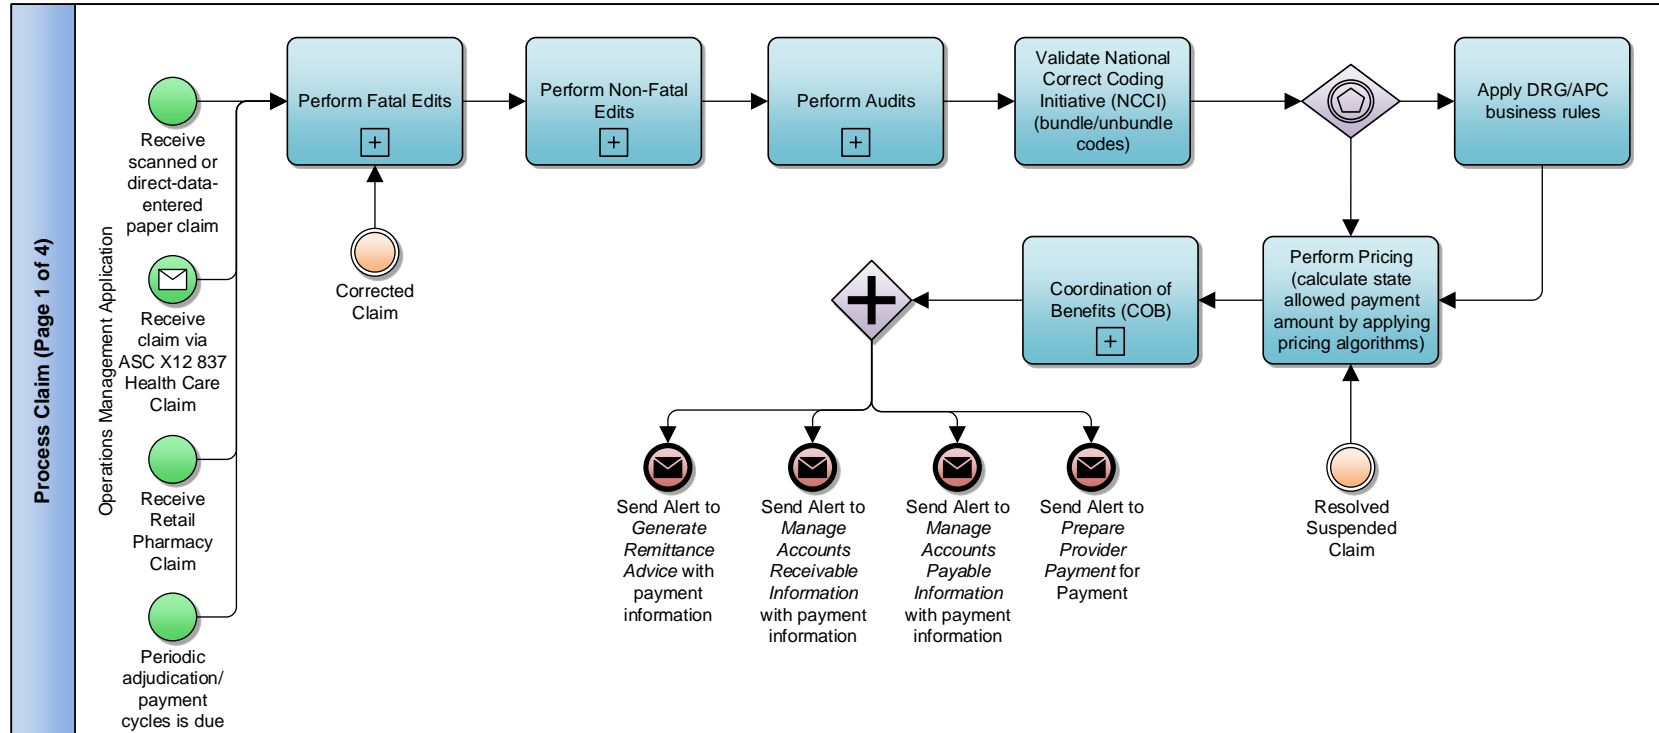 Process Claim (Page 1 of 4)
Operations Management Application
Receive
scanned or
direct-data-
entered
paper claim
Receive
claim via
ASC X12 837
Health Care
Claim
Receive
Retail
Pharmacy
Claim
Periodic
adjudication/
payment
cycles is due
Perform Fatal Edits
Corrected
Claim
Perform Non-Fatal
Edits
Perform Audits
Validate National
Correct Coding
Initiative (NCCI)
(bundle/unbundle
codes)
Apply DRG/APC
business rules
Perform Pricing
(calculate state
allowed payment
amount by applying
pricing algorithms)
Resolved
Suspended
Claim
Coordination of
Benefits (COB)
Send Alert to
Generate
Remittance
Advice with
payment
information
Send Alert to
Manage
Accounts
Receivable
Information
with payment
information
Send Alert to
Manage
Accounts
Payable
Information
with payment
information
Send Alert to
Prepare
Provider
Payment for
Payment